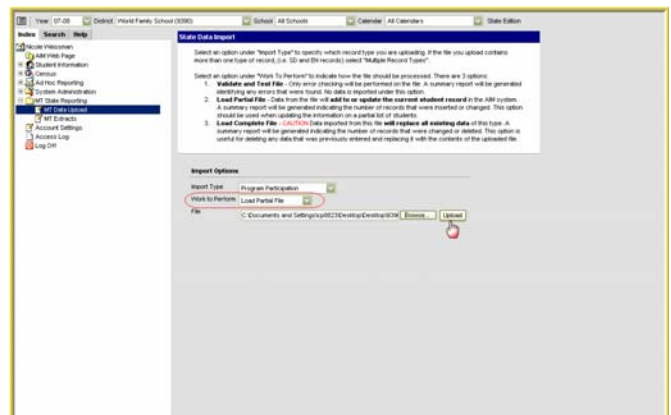 Year 07-08 District World Family School (9390) School All Schools Calendar All Calendars State Edition
Index Search Help
Nicole Weissman
AIM Web Page
Student Information
Census
Ad Hoc Reporting
System Administration
MT State Reporting
MT Data Upload
MT Extracts
Account Settings
Access Log
Log Off
State Data Import
Select an option under "Import Type" to specify which record type you are uploading. If the file you upload contains
more than one type of record, (i.e. SD and EN records) select "Multiple Record Types".
Select an option under "Work To Perform" to indicate how the file should be processed. There are 3 options:
1. Validate and Test File - Only error checking will be performed on the file. A summary report will be generated
identifying any errors that were found. No data is imported under this option.
2. Load Partial File - Data from the file will add to or update the current student record in the AIM system.
A summary report will be generated indicating the number of records that were inserted or changed. This option
should be used when updating the information on a partial list of students.
3. Load Complete File - CAUTION Data imported from this file will replace all existing data of this type. A
summary report will be generated indicating the number of records that were changed or deleted. This option is
useful for deleting any data that was previously entered and replacing it with the contents of the uploaded file.
Import Options
Import Type Program Participation
Work to Perform Load Partial File
File C:\Documents and Settings\ Browse... Upload